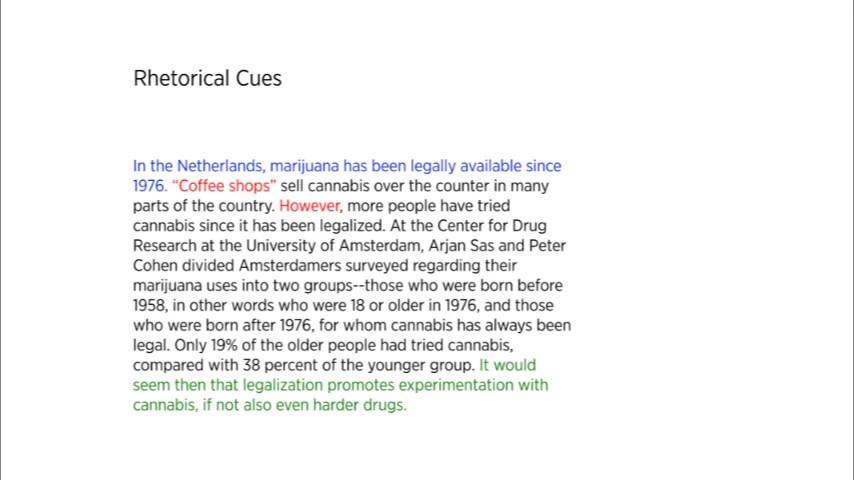 Rhetorical Cues
In the Netherlands, marijuana has been legally available since
1976. “Coffee shops” sell cannabis over the counter in many
parts of the country. However, more people have tried
cannabis since it has been legalized. At the Center for Drug
Research at the University of Amsterdam, Arjan Sas and Peter
Cohen divided Amsterdamers surveyed regarding their
marijuana uses into two groups--those who were born before
1958, in other words who were 18 or older in 1976, and those
who were born after 1976, for whom cannabis has always been
legal. Only 19% of the older people had tried cannabis,
compared with 38 percent of the younger group. It would
seem then that legalization promotes experimentation with
cannabis, if not also even harder drugs.